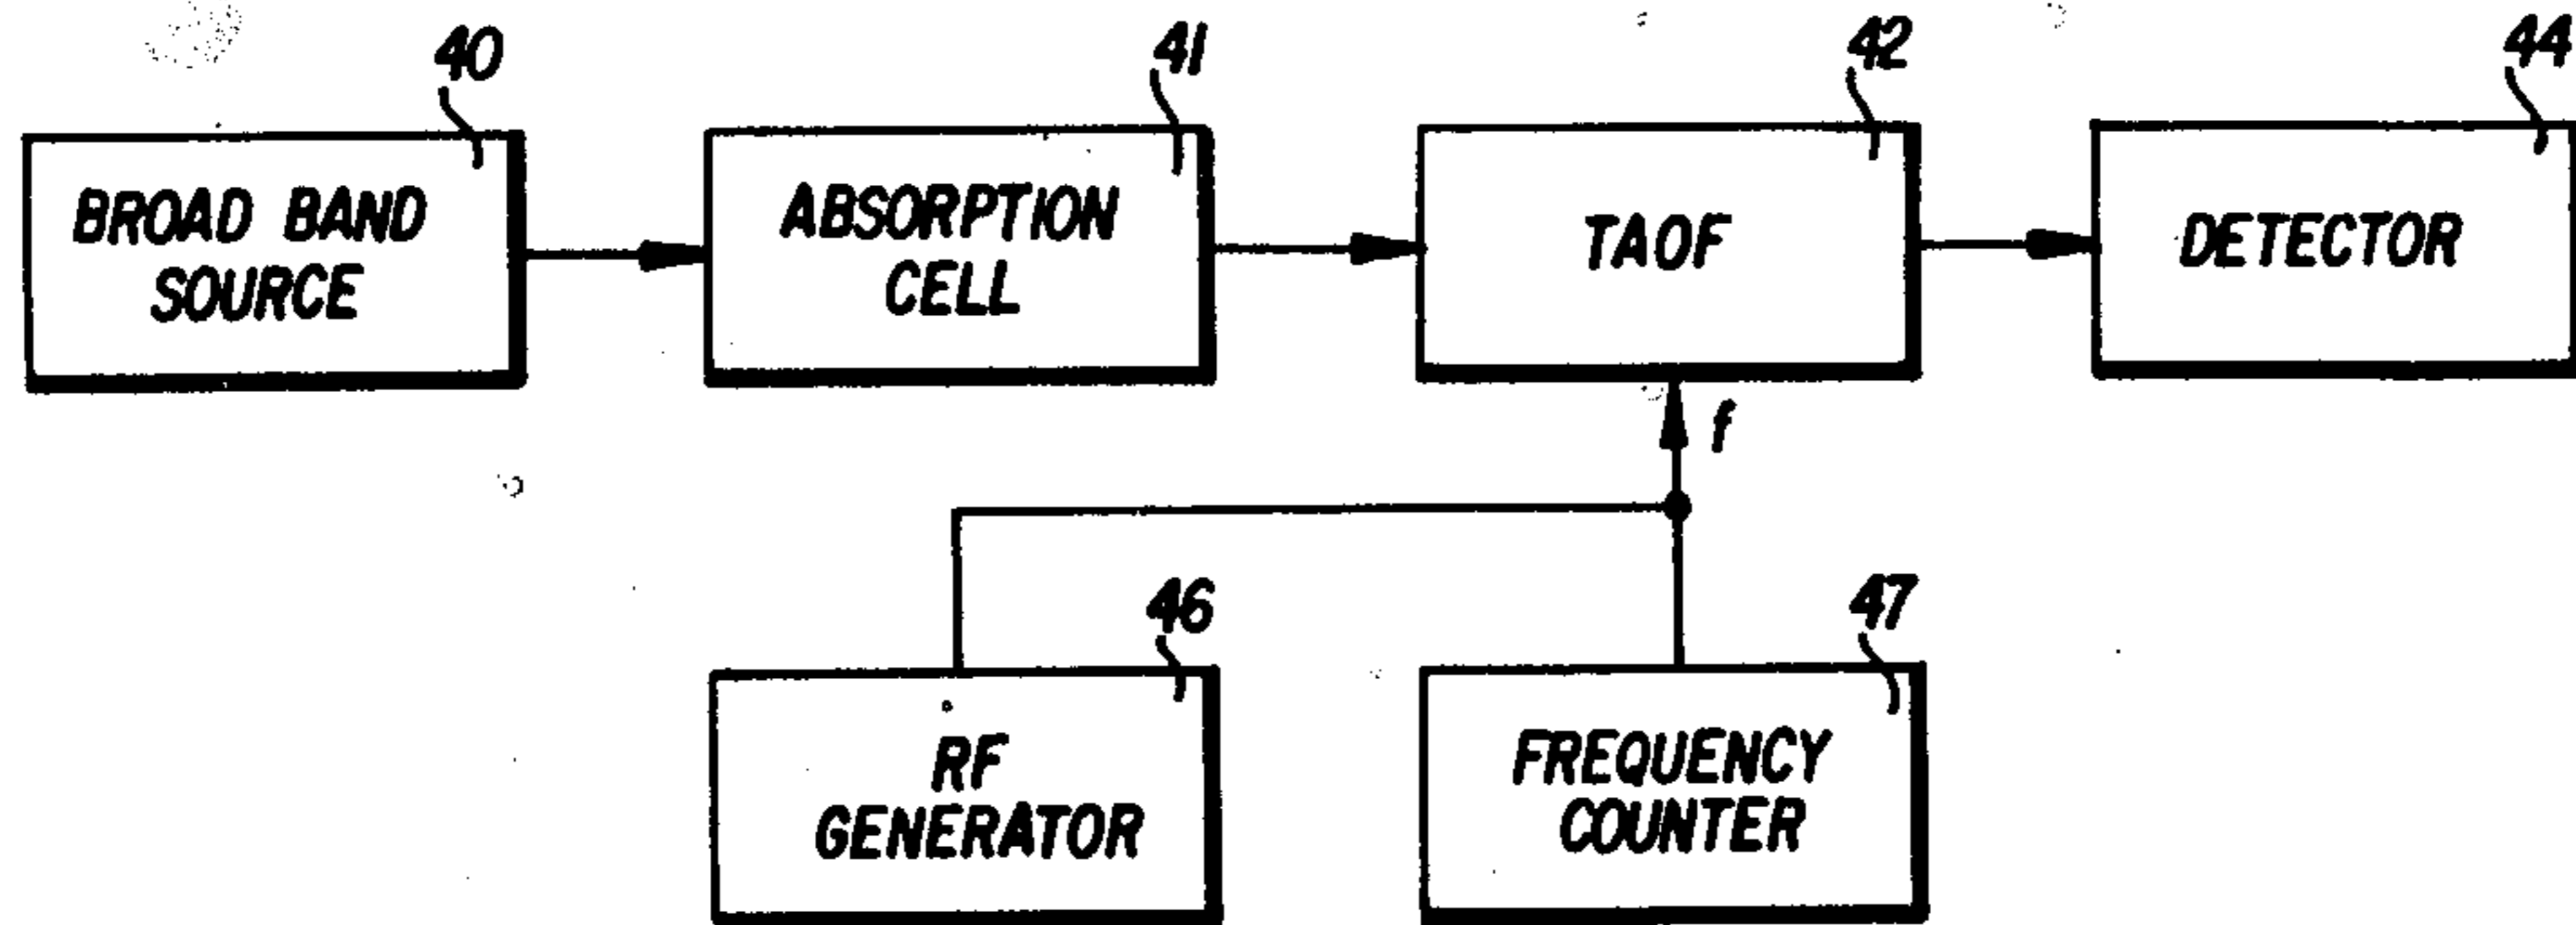 40
41
42
44
BROAD BAND
SOURCE
ABSORPTION
CELL
TAOF
DETECTOR
f
46
47
RF
GENERATOR
FREQUENCY
COUNTER